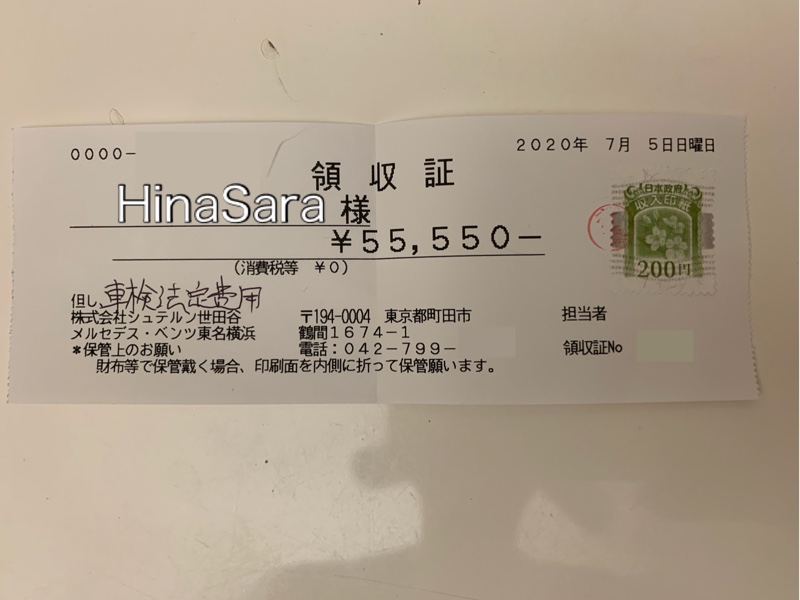 0000-
2020年 7月 5日日曜日
領収証
HinaSara 様
¥55,550-
(消費税等 ¥0)
但し、車検法定費用
株式会社シュテルン世田谷 〒194-0004 東京都町田市 担当者
メルセデス・ベンツ東名横浜 鶴間1674-1
*保管上のお願い 電話:042-799- 領収証No
財布等で保管戴く場合、印刷面を内側に折って保管願います。
日本政府
収入印紙
200円